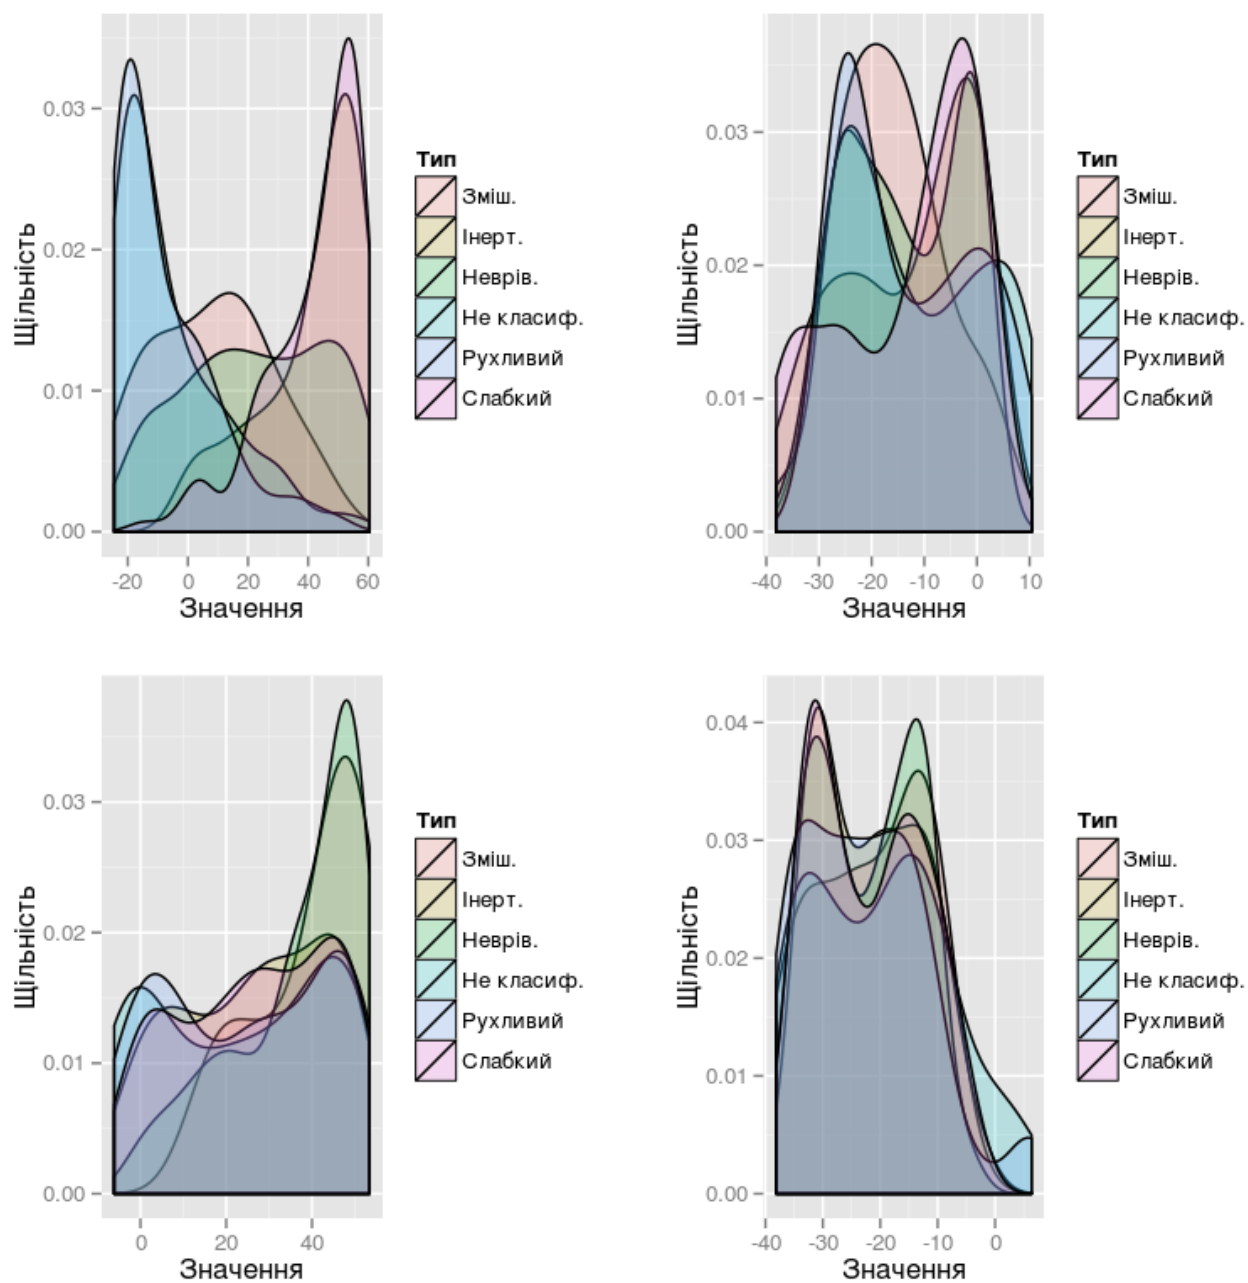 Щільність
0.03
0.02
0.01
0.00
-20 0 20 40 60
Значення
Тип
Зміш.
Інерт.
Неврів.
Не класиф.
Рухливий
Слабкий
Щільність
0.03
0.02
0.01
0.00
-40 -30 -20 -10 0 10
Значення
Тип
Зміш.
Інерт.
Неврів.
Не класиф.
Рухливий
Слабкий
Щільність
0.03
0.02
0.01
0.00
0 20 40
Значення
Тип
Зміш.
Інерт.
Неврів.
Не класиф.
Рухливий
Слабкий
Щільність
0.04
0.03
0.02
0.01
0.00
-40 -30 -20 -10 0
Значення
Тип
Зміш.
Інерт.
Неврів.
Не класиф.
Рухливий
Слабкий